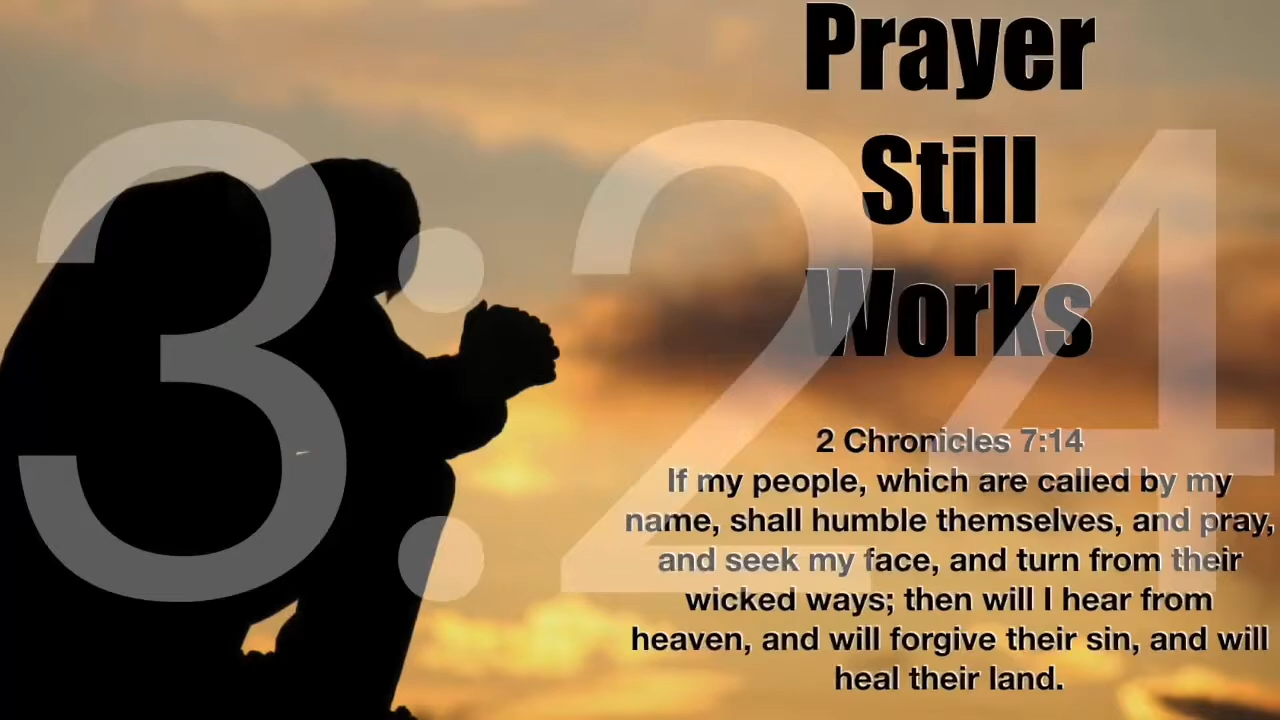 Prayer
Still
Works
3:24
2 Chronicles 7:14
If my people, which are called by my
name, shall humble themselves, and pray,
and seek my face, and turn from their
wicked ways; then will I hear from
heaven, and will forgive their sin, and will
heal their land.